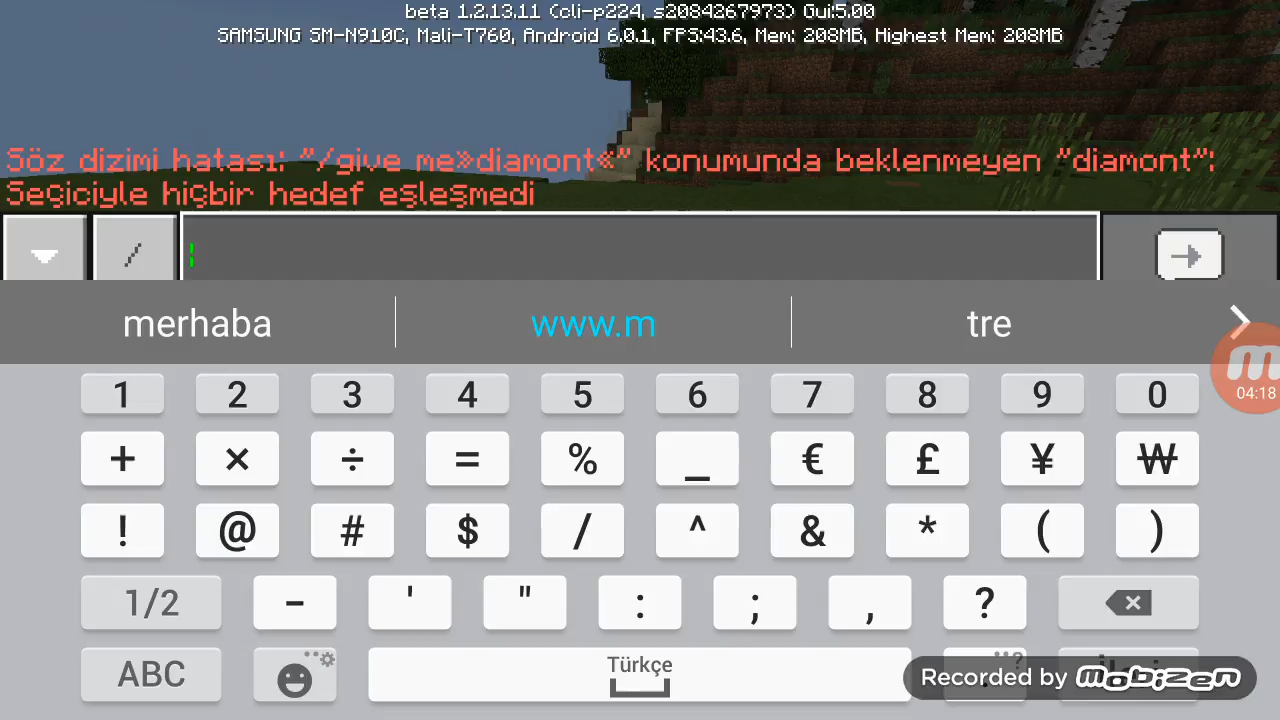 beta 1.2.13.11 (cli-p224, s2084267973) Gui:5.00
SAMSUNG SM-N910C, Mali-T760, Android 6.0.1, FPS:43.6, Mem: 208MB, Highest Mem: 208MB
Söz dizimi hatası: "/give me»diamont«" konumunda beklenmeyen "diamont":
Seçiciyle hiçbir hedef eşleşmedi
/
merhaba www.m tre
04:18
1 2 3 4 5 6 7 8 9 0
+ × ÷ = % _ € £ ¥ ₩
! @ # $ / ^ & * ( )
1/2 - ' " : ; , ?
ABC Türkçe
Recorded by mobizen